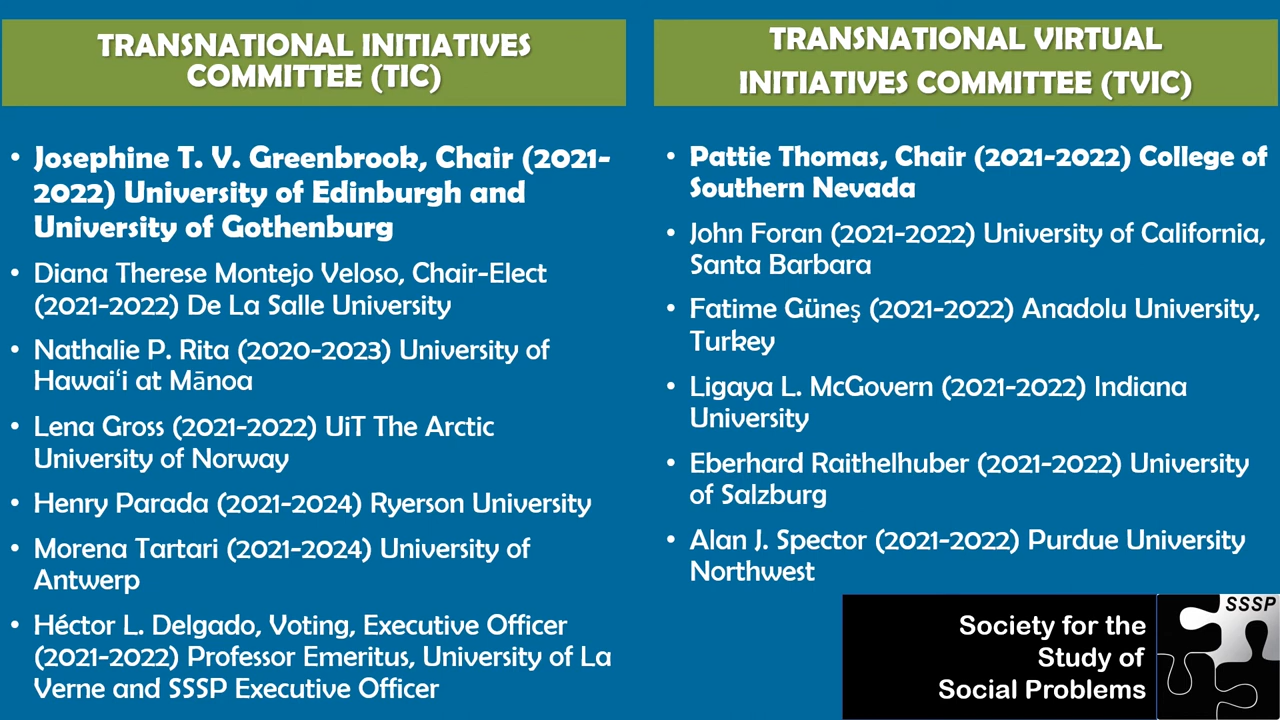 TRANSNATIONAL INITIATIVES
COMMITTEE (TIC)
• Josephine T. V. Greenbrook, Chair (2021-
2022) University of Edinburgh and
University of Gothenburg
• Diana Therese Montejo Veloso, Chair-Elect
(2021-2022) De La Salle University
• Nathalie P. Rita (2020-2023) University of
Hawaiʻi at Mānoa
• Lena Gross (2021-2022) UiT The Arctic
University of Norway
• Henry Parada (2021-2024) Ryerson University
• Morena Tartari (2021-2024) University of
Antwerp
• Héctor L. Delgado, Voting, Executive Officer
(2021-2022) Professor Emeritus, University of La
Verne and SSSP Executive Officer
TRANSNATIONAL VIRTUAL
INITIATIVES COMMITTEE (TVIC)
• Pattie Thomas, Chair (2021-2022) College of
Southern Nevada
• John Foran (2021-2022) University of California,
Santa Barbara
• Fatime Güneş (2021-2022) Anadolu University,
Turkey
• Ligaya L. McGovern (2021-2022) Indiana
University
• Eberhard Raithelhuber (2021-2022) University
of Salzburg
• Alan J. Spector (2021-2022) Purdue University
Northwest
Society for the
Study of
Social Problems
SSSP